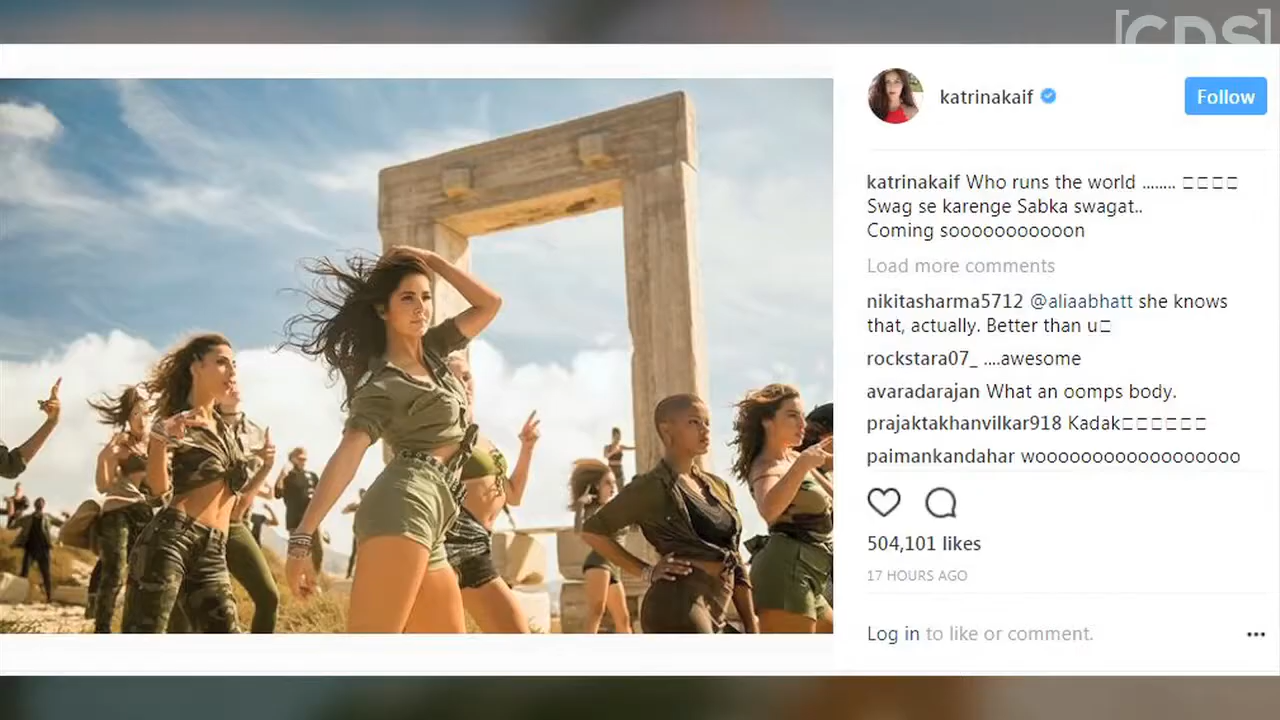 [CDS]
katrinakaif
Follow
katrinakaif Who runs the world ........ □□□□
Swag se karenge Sabka swagat..
Coming sooooooooooon
Load more comments
nikitasharma5712 @aliaabhatt she knows
that, actually. Better than u□
rockstara07_ ....awesome
avaradarajan What an oomps body.
prajaktakhanvilkar918 Kadak□□□□□□
paimankandahar woooooooooooooooooo
504,101 likes
17 HOURS AGO
Log in to like or comment.